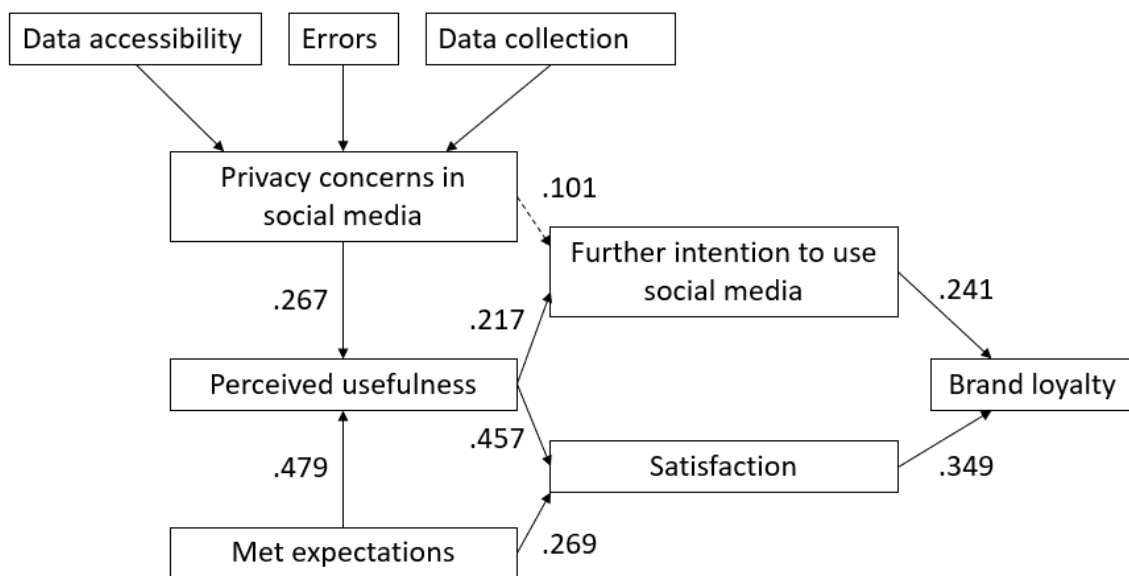 Data accessibility
Errors
Data collection
Privacy concerns in
social media
.101
Further intention to use
social media
.267
.217
.241
Perceived usefulness
Brand loyalty
.457
.479
Satisfaction
.349
Met expectations
.269